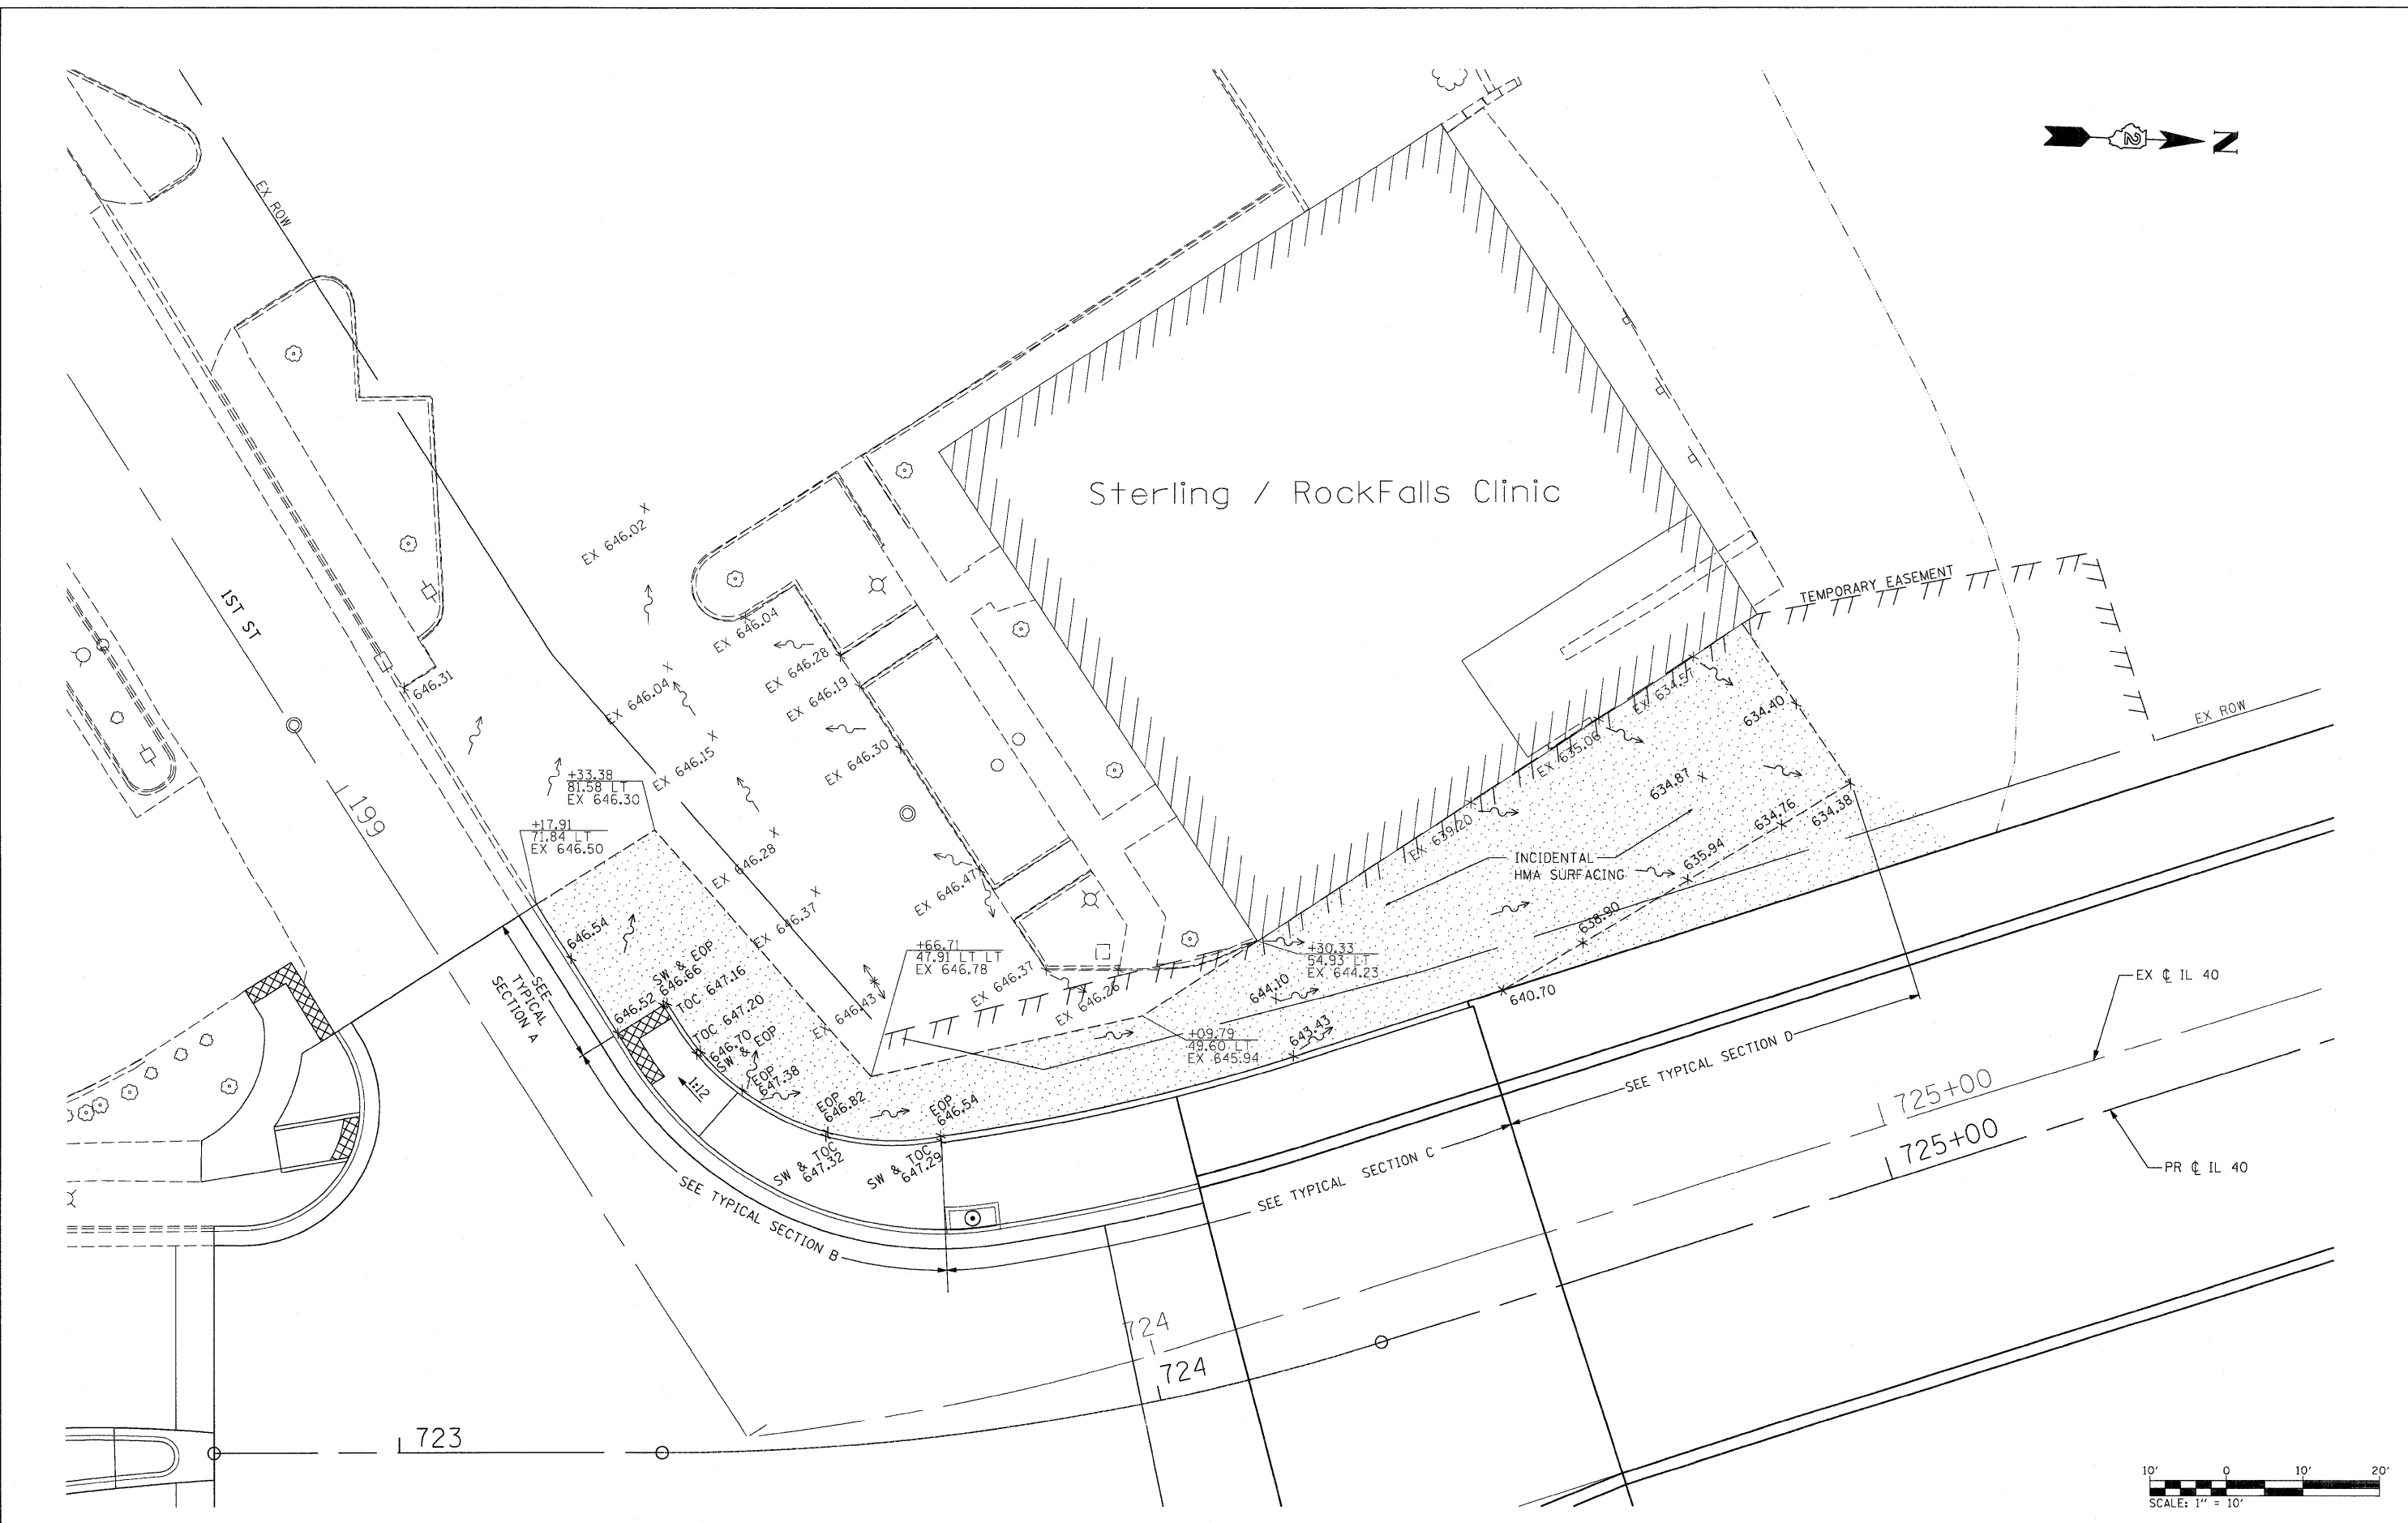 N
2
EX ROW
1ST ST
199
Sterling / RockFalls Clinic
TEMPORARY EASEMENT
EX ROW
EX 646.02
EX 646.04
EX 646.28
EX 646.19
EX 646.04
EX 646.30
EX 646.15
646.31
+33.38
81.58 LT
EX 646.30
+17.91
71.84 LT
EX 646.50
EX 646.28
EX 646.47
EX 646.37
EX 634.57
634.40
EX 635.06
634.87
634.76
634.38
EX 639.20
INCIDENTAL
HMA SURFACING
635.94
638.90
640.70
646.54
SW & EOP
646.66
646.52
TOC 647.16
TOC 647.20
646.70
SW & EOP
+66.71
47.91 LT LT
EX 646.78
EX 646.37
EX 646.26
EX 646.43
+30.33
54.93 LT
EX 644.23
644.10
643.43
+09.79
49.60 LT
EX 645.94
SEE
TYPICAL
SECTION A
1:12
EOP
647.38
EOP
646.82
EOP
646.54
SW & TOC
647.32
SW & TOC
647.29
SEE TYPICAL SECTION B
SEE TYPICAL SECTION C
SEE TYPICAL SECTION D
EX ℄ IL 40
725+00
725+00
PR ℄ IL 40
724
724
723
10' 0 10' 20'
SCALE: 1" = 10'